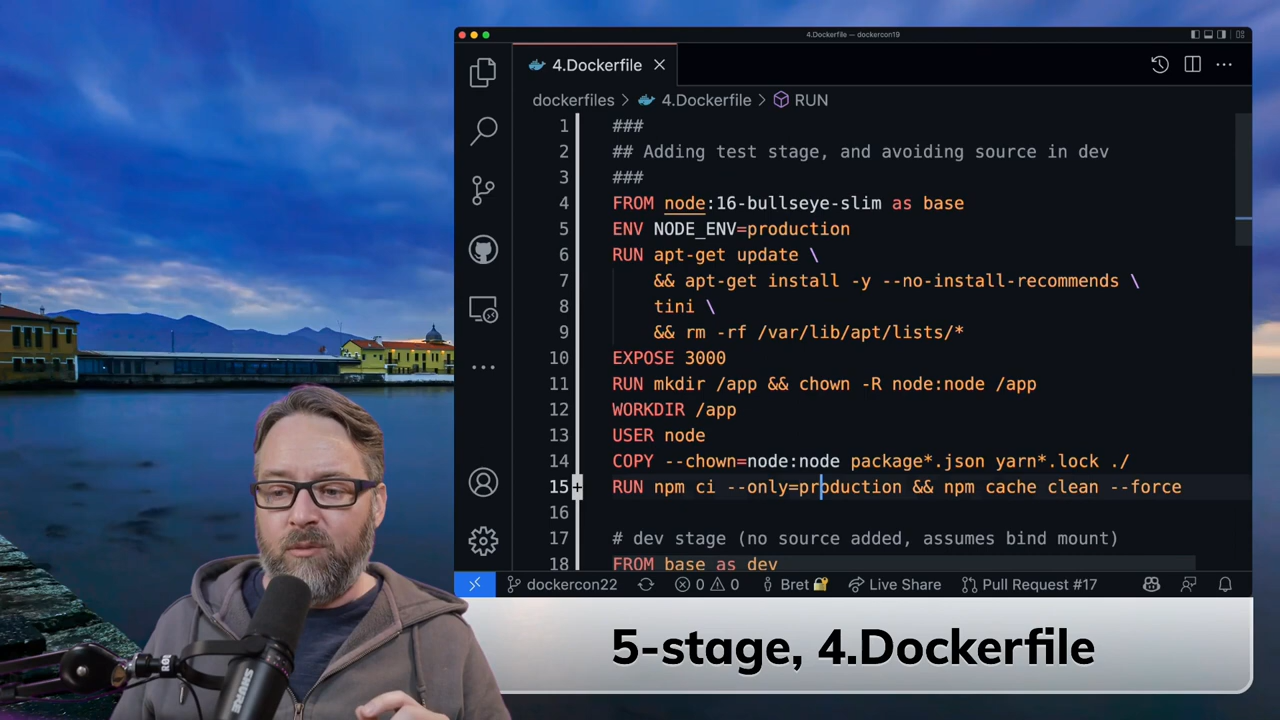 4.Dockerfile — dockercon19
4.Dockerfile
dockerfiles > 4.Dockerfile > RUN
1 ###
2 ## Adding test stage, and avoiding source in dev
3 ###
4 FROM node:16-bullseye-slim as base
5 ENV NODE_ENV=production
6 RUN apt-get update \
7 && apt-get install -y --no-install-recommends \
8 tini \
9 && rm -rf /var/lib/apt/lists/*
10 EXPOSE 3000
11 RUN mkdir /app && chown -R node:node /app
12 WORKDIR /app
13 USER node
14 COPY --chown=node:node package*.json yarn*.lock ./
15 RUN npm ci --only=production && npm cache clean --force
16
17 # dev stage (no source added, assumes bind mount)
18 FROM base as dev
dockercon22 0 0 Bret 🔐 Live Share Pull Request #17
5-stage, 4.Dockerfile
SHURE